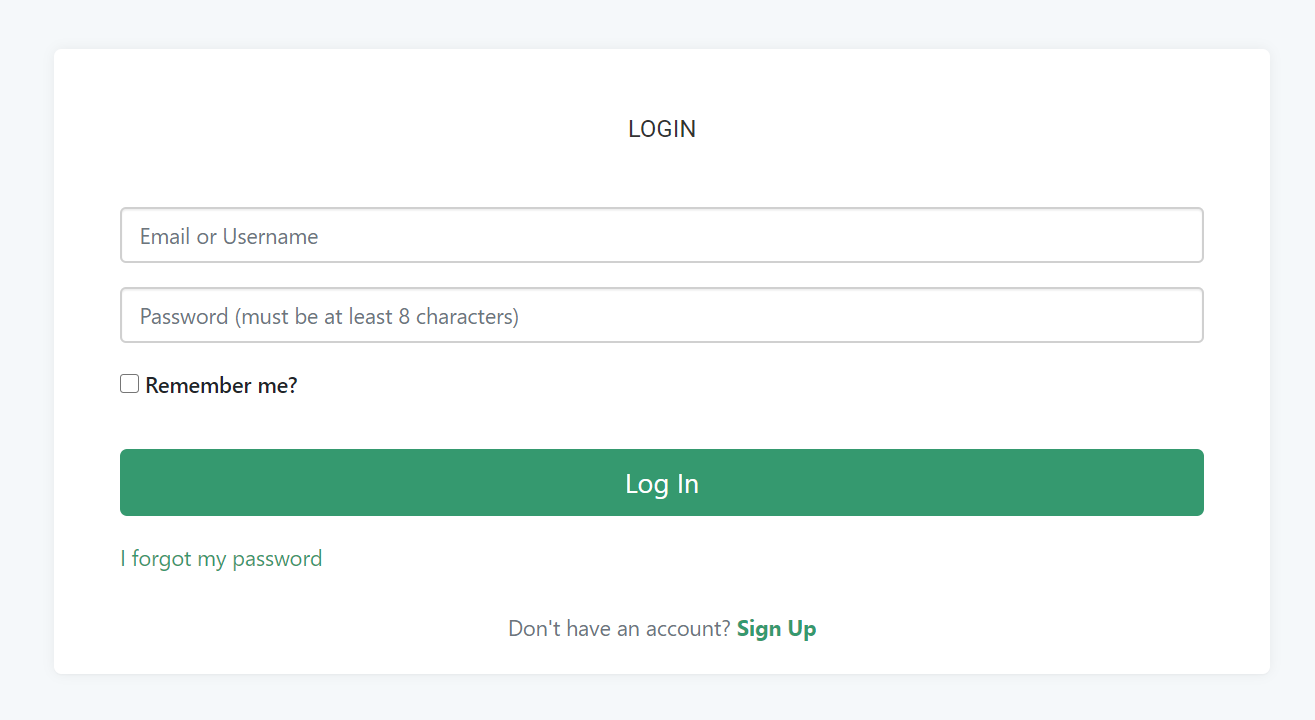 LOGIN
Email or Username
Password (must be at least 8 characters)
Remember me?
Log In
I forgot my password
Don't have an account? Sign Up